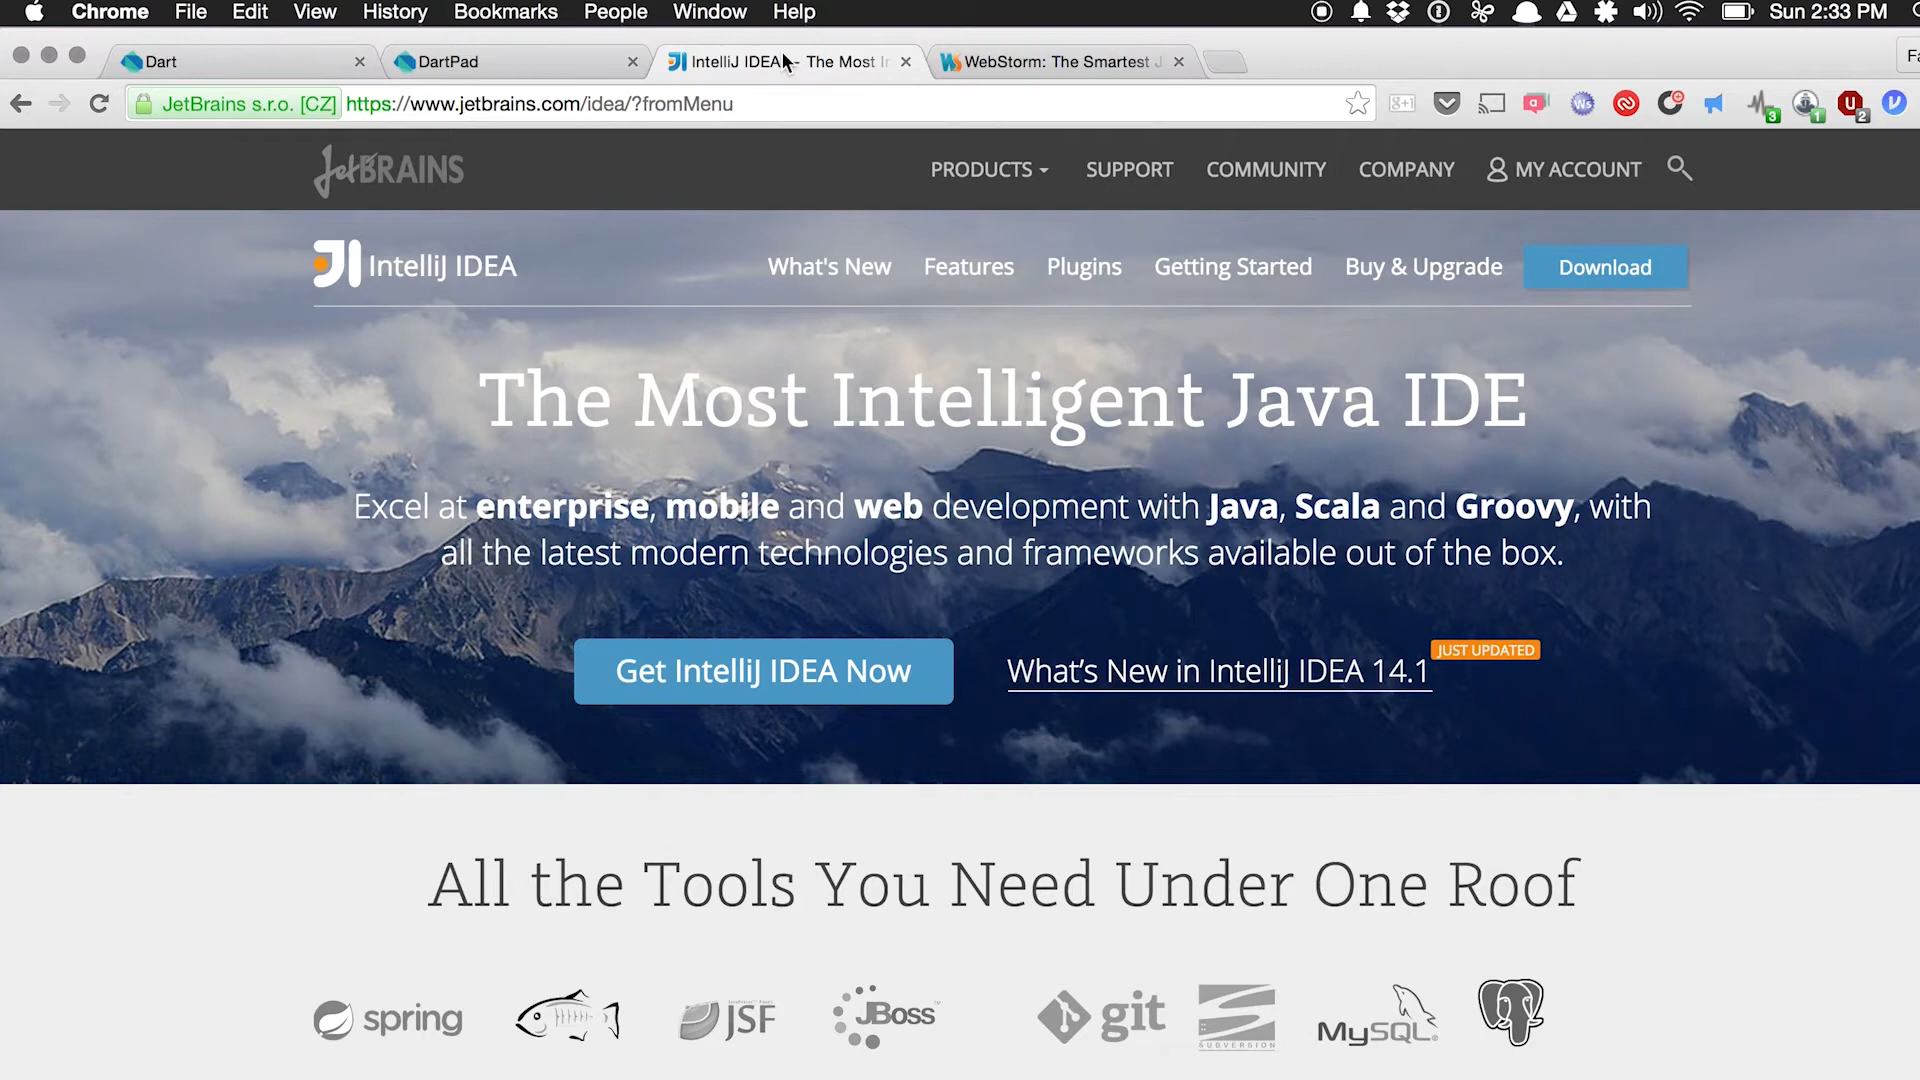 Chrome File Edit View History Bookmarks People Window Help Sun 2:33 PM
Dart DartPad IntelliJ IDEA - The Most In WebStorm: The Smartest J
JetBrains s.r.o. [CZ] https://www.jetbrains.com/idea/?fromMenu
JetBRAINS PRODUCTS SUPPORT COMMUNITY COMPANY MY ACCOUNT
IntelliJ IDEA What's New Features Plugins Getting Started Buy & Upgrade Download
The Most Intelligent Java IDE
Excel at enterprise, mobile and web development with Java, Scala and Groovy, with
all the latest modern technologies and frameworks available out of the box.
JUST UPDATED
Get IntelliJ IDEA Now What's New in IntelliJ IDEA 14.1
All the Tools You Need Under One Roof
spring JSF JBoss git SUBVERSION MySQL